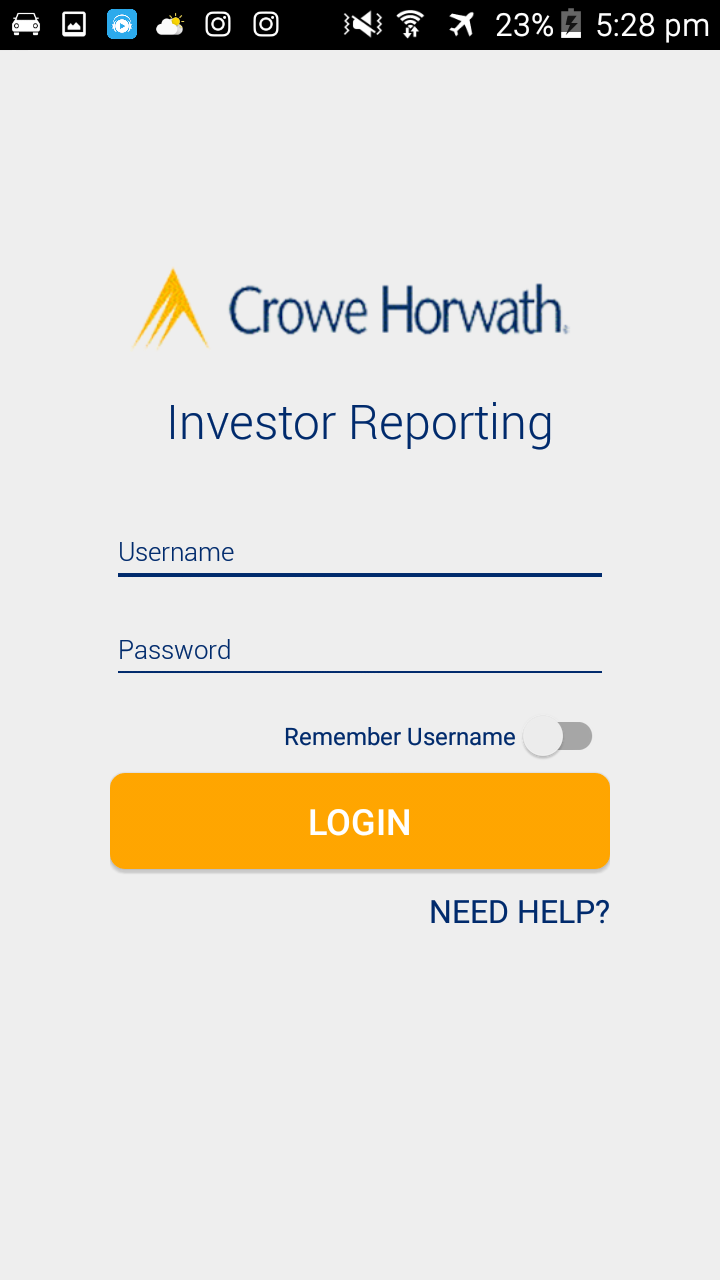 23% 5:28 pm
Crowe Horwath
Investor Reporting
Username
Password
Remember Username
LOGIN
NEED HELP?